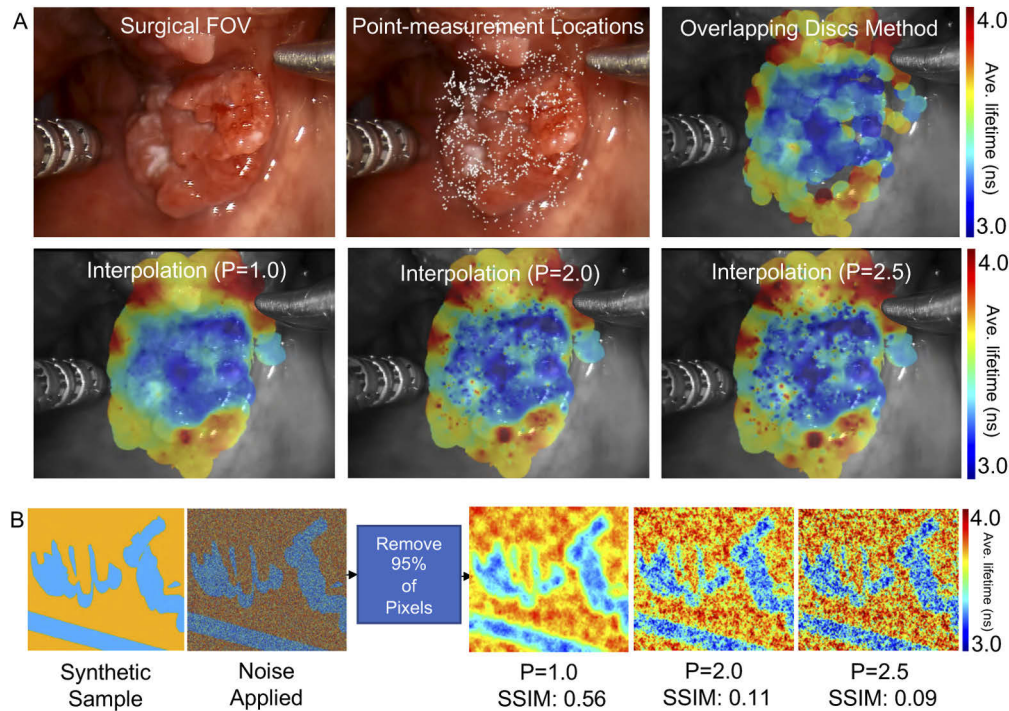 A
Surgical FOV
Point-measurement Locations
Overlapping Discs Method
4.0
Ave. lifetime (ns)
3.0
Interpolation (P=1.0)
Interpolation (P=2.0)
Interpolation (P=2.5)
4.0
Ave. lifetime (ns)
3.0
B
Remove
95%
of
Pixels
4.0
Ave. lifetime (ns)
3.0
Synthetic
Sample
Noise
Applied
P=1.0
SSIM: 0.56
P=2.0
SSIM: 0.11
P=2.5
SSIM: 0.09